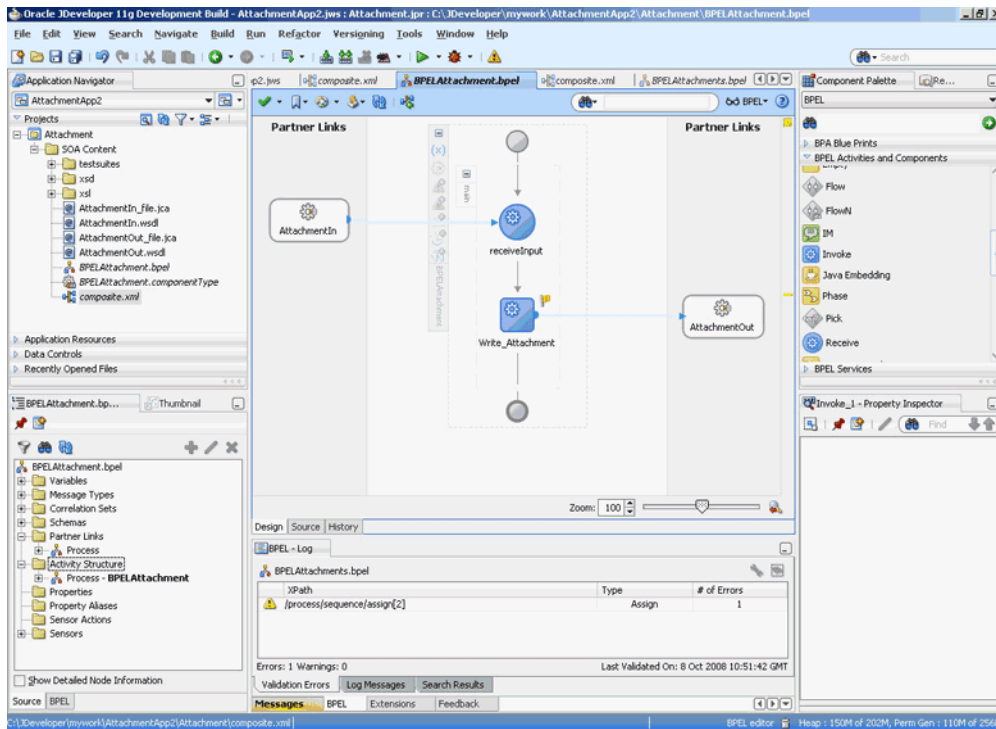 Oracle JDeveloper 11g Development Build - AttachmentApp2.jws : Attachment.jpr : C:\JDeveloper\mywork\AttachmentApp2\Attachment\BPELAttachment.bpel
File Edit View Search Navigate Build Run Refactor Versioning Tools Window Help
Search
Application Navigator
AttachmentApp2
Projects
Attachment
SOA Content
testsuites
xsd
xsl
AttachmentIn_file.jca
AttachmentIn.wsdl
AttachmentOut_file.jca
AttachmentOut.wsdl
BPELAttachment.bpel
BPELAttachment.componentType
composite.xml
Application Resources
Data Controls
Recently Opened Files
BPELAttachment.bp...
Thumbnail
BPELAttachment.bpel
Variables
Message Types
Correlation Sets
Schemas
Partner Links
Process
Activity Structure
Process - BPELAttachment
Properties
Property Aliases
Sensor Actions
Sensors
Show Detailed Node Information
Source BPEL
p2.jws composite.xml BPELAttachment.bpel composite.xml BPELAttachments.bpel
BPEL
Partner Links
Partner Links
(x)
main
BPELAttachment
AttachmentIn
receiveInput
Write_Attachment
AttachmentOut
Zoom: 100
Design Source History
BPEL - Log
BPELAttachments.bpel
XPath Type # of Errors
/process/sequence/assign[2] Assign 1
Errors: 1 Warnings: 0
Last Validated On: 8 Oct 2008 10:51:42 GMT
Validation Errors Log Messages Search Results
Messages BPEL Extensions Feedback
Component Palette
Re...
BPEL
BPA Blue Prints
BPEL Activities and Components
Empty
Flow
FlowN
IM
Invoke
Java Embedding
Phase
Pick
Receive
BPEL Services
Invoke_1 - Property Inspector
Find
C:\JDeveloper\mywork\AttachmentApp2\Attachment\composite.xml
BPEL editor
Heap : 150M of 202M, Perm Gen : 110M of 256